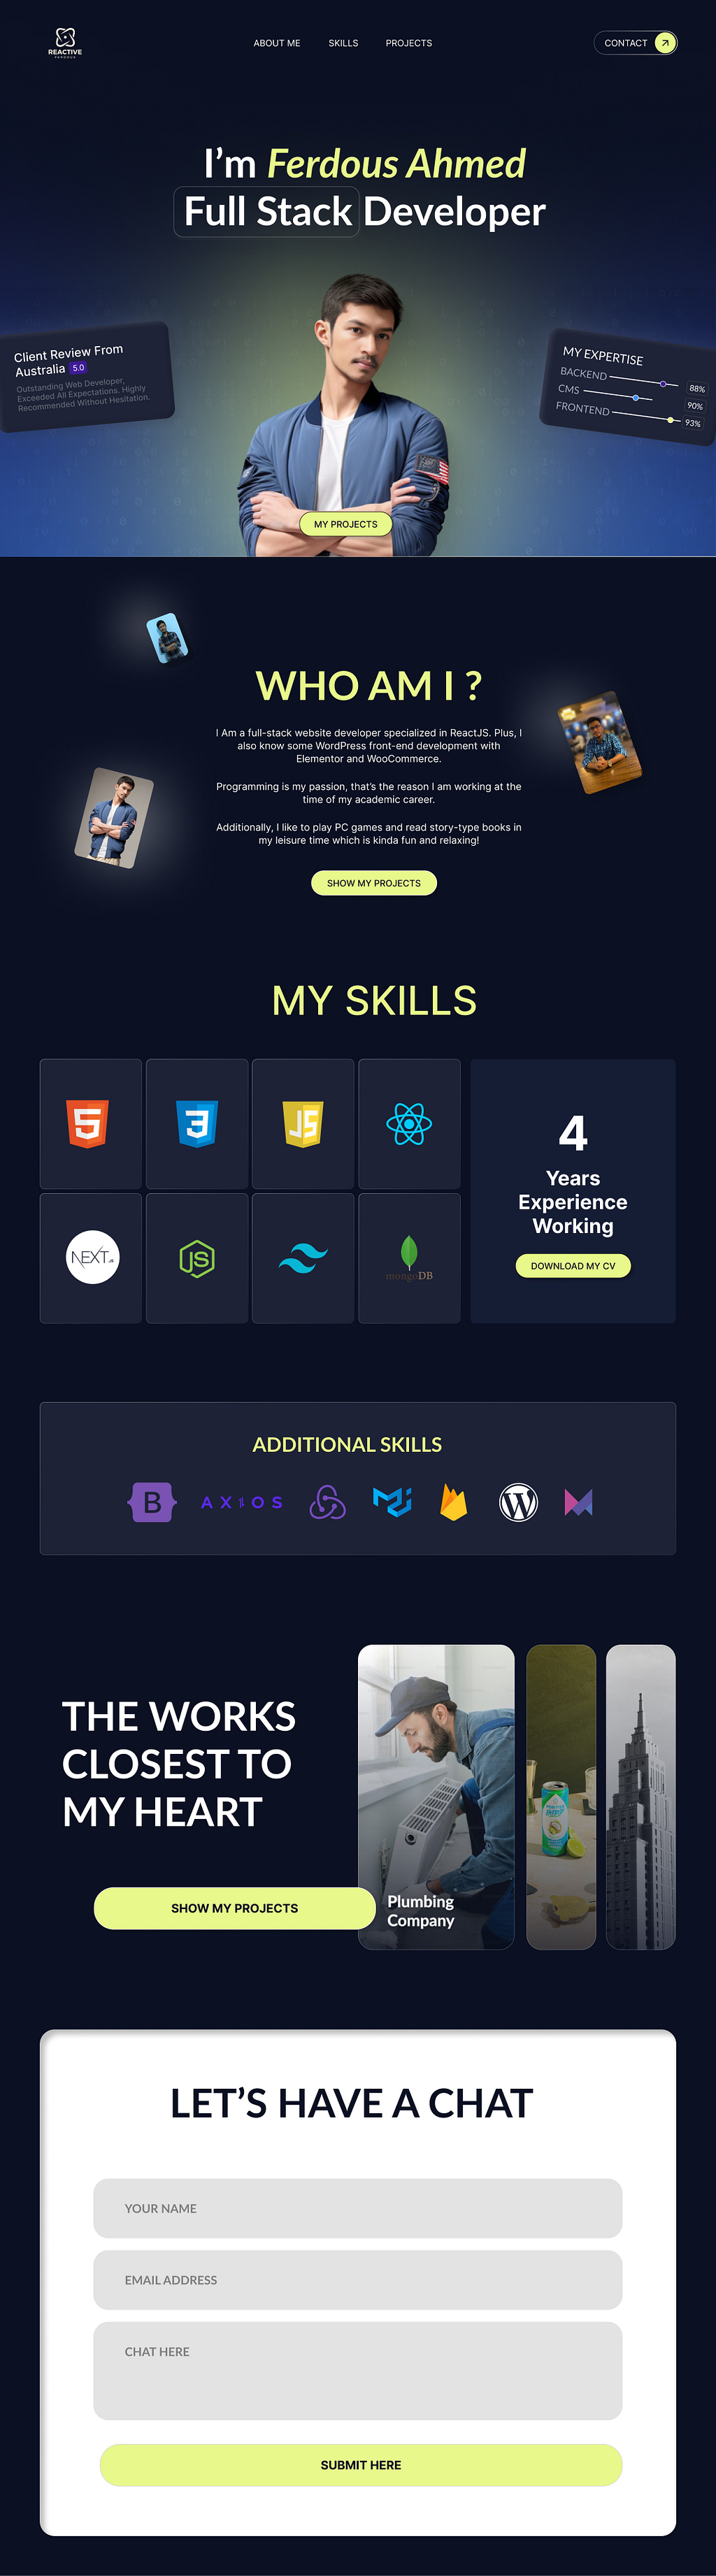 REACTIVE
FERDOUS
ABOUT ME
SKILLS
PROJECTS
CONTACT
I’m Ferdous Ahmed
Full Stack Developer
Client Review From
Australia 5.0
Outstanding Web Developer,
Exceeded All Expectations. Highly
Recommended Without Hesitation.
MY EXPERTISE
BACKEND 88%
CMS 90%
FRONTEND 93%
MY PROJECTS
WHO AM I ?
I Am a full-stack website developer specialized in ReactJS. Plus, I
also know some WordPress front-end development with
Elementor and WooCommerce.
Programming is my passion, that’s the reason I am working at the
time of my academic career.
Additionally, I like to play PC games and read story-type books in
my leisure time which is kinda fun and relaxing!
SHOW MY PROJECTS
MY SKILLS
5
3
JS
NEXT.JS
JS
mongoDB
4
Years
Experience
Working
DOWNLOAD MY CV
ADDITIONAL SKILLS
B
AXIOS
W
THE WORKS
CLOSEST TO
MY HEART
SHOW MY PROJECTS
Plumbing
Company
LET’S HAVE A CHAT
YOUR NAME
EMAIL ADDRESS
CHAT HERE
SUBMIT HERE